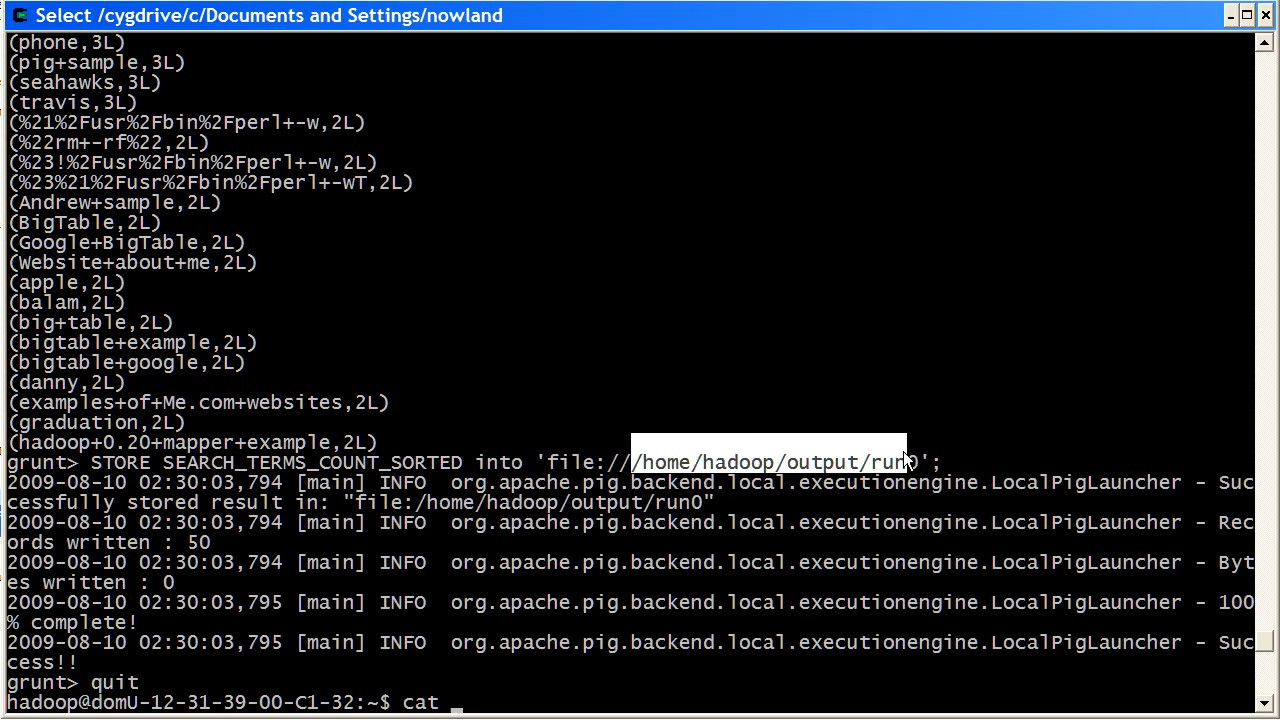 Select /cygdrive/c/Documents and Settings/nowland
(phone,3L)
(pig+sample,3L)
(seahawks,3L)
(travis,3L)
(%21%2Fusr%2Fbin%2Fperl+-w,2L)
(%22rm+-rf%22,2L)
(%23!%2Fusr%2Fbin%2Fperl+-w,2L)
(%23%21%2Fusr%2Fbin%2Fperl+-wT,2L)
(Andrew+sample,2L)
(BigTable,2L)
(Google+BigTable,2L)
(Website+about+me,2L)
(apple,2L)
(balam,2L)
(big+table,2L)
(bigtable+example,2L)
(bigtable+google,2L)
(danny,2L)
(examples+of+Me.com+websites,2L)
(graduation,2L)
(hadoop+0.20+mapper+example,2L)
grunt> STORE SEARCH_TERMS_COUNT_SORTED into 'file:///home/hadoop/output/run0';
2009-08-10 02:30:03,794 [main] INFO  org.apache.pig.backend.local.executionengine.LocalPigLauncher - Suc
cessfully stored result in: "file:/home/hadoop/output/run0"
2009-08-10 02:30:03,794 [main] INFO  org.apache.pig.backend.local.executionengine.LocalPigLauncher - Rec
ords written : 50
2009-08-10 02:30:03,794 [main] INFO  org.apache.pig.backend.local.executionengine.LocalPigLauncher - Byt
es written : 0
2009-08-10 02:30:03,795 [main] INFO  org.apache.pig.backend.local.executionengine.LocalPigLauncher - 100
% complete!
2009-08-10 02:30:03,795 [main] INFO  org.apache.pig.backend.local.executionengine.LocalPigLauncher - Suc
cess!!
grunt> quit
hadoop@domU-12-31-39-00-C1-32:~$ cat